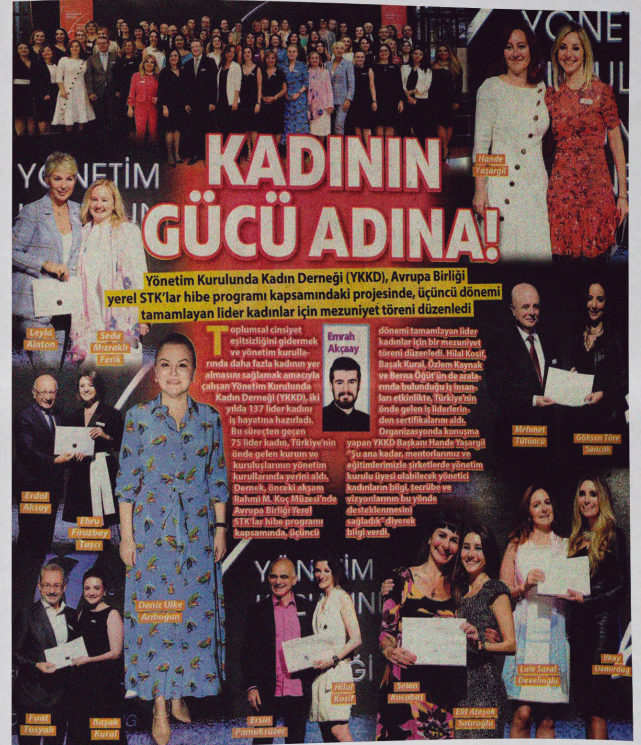 YÖNE
YÖNETİM
Hande
Yaşargil
KADININ
GÜCÜ ADINA!
Leyla
Alaton
Seda
Mızraklı
Ferik
Yönetim Kurulunda Kadın Derneği (YKKD), Avrupa Birliği
yerel STK'lar hibe programı kapsamındaki projesinde, üçüncü dönemi
tamamlayan lider kadınlar için mezuniyet töreni düzenledi
Toplumsal cinsiyet
eşitsizliğini gidermek
ve yönetim kurulla-
rında daha fazla kadının yer
almasını sağlamak amacıyla
çalışan Yönetim Kurulunda
Kadın Derneği (YKKD), iki
yılda 137 lider kadını
iş hayatına hazırladı.
Bu süreçten geçen
75 lider kadın, Türkiye'nin
önde gelen kurum ve
kuruluşlarının yönetim
kurullarında yerini aldı.
Dernek, önceki akşam
Rahmi M. Koç Müzesi'nde
Avrupa Birliği Yerel
STK'lar hibe programı
kapsamında, üçüncü
Emrah
Akçaay
dönemi tamamlayan lider
kadınlar için bir mezuniyet
töreni düzenledi. Hilal Kosif,
Başak Kural, Özlem Kaynak
ve Berna Öğüt'ün de arala-
rında bulunduğu iş insan-
ları etkinlikte, Türkiye'nin
önde gelen iş liderlerin-
den sertifikalarını aldı.
Organizasyonda konuşma
yapan YKKD Başkanı Hande Yaşargil
"Şu ana kadar, mentorlarımız ve
eğitimlerimizle şirketlerde yönetim
kurulu üyesi olabilecek yönetici
kadınların bilgi, tecrübe ve
vizyonlarının bu yönde
desteklenmesini
sağladık" diyerek
bilgi verdi.
Mehmet
Tütüncü
Göksen Töre
Sancak
Erdal
Aksoy
Ebru
Firuzbay
Tuşcı
Deniz Ülke
Arıboğan
YÖNETİM
Fuat
Tosyalı
Başak
Kural
Ersin
Pamuksüzer
Hilal
Kosif
Selen
Kocabaş
Elif Ateşok
Şatıroğlu
Lale Saral
Develioğlu
İlkay
Demirdağ